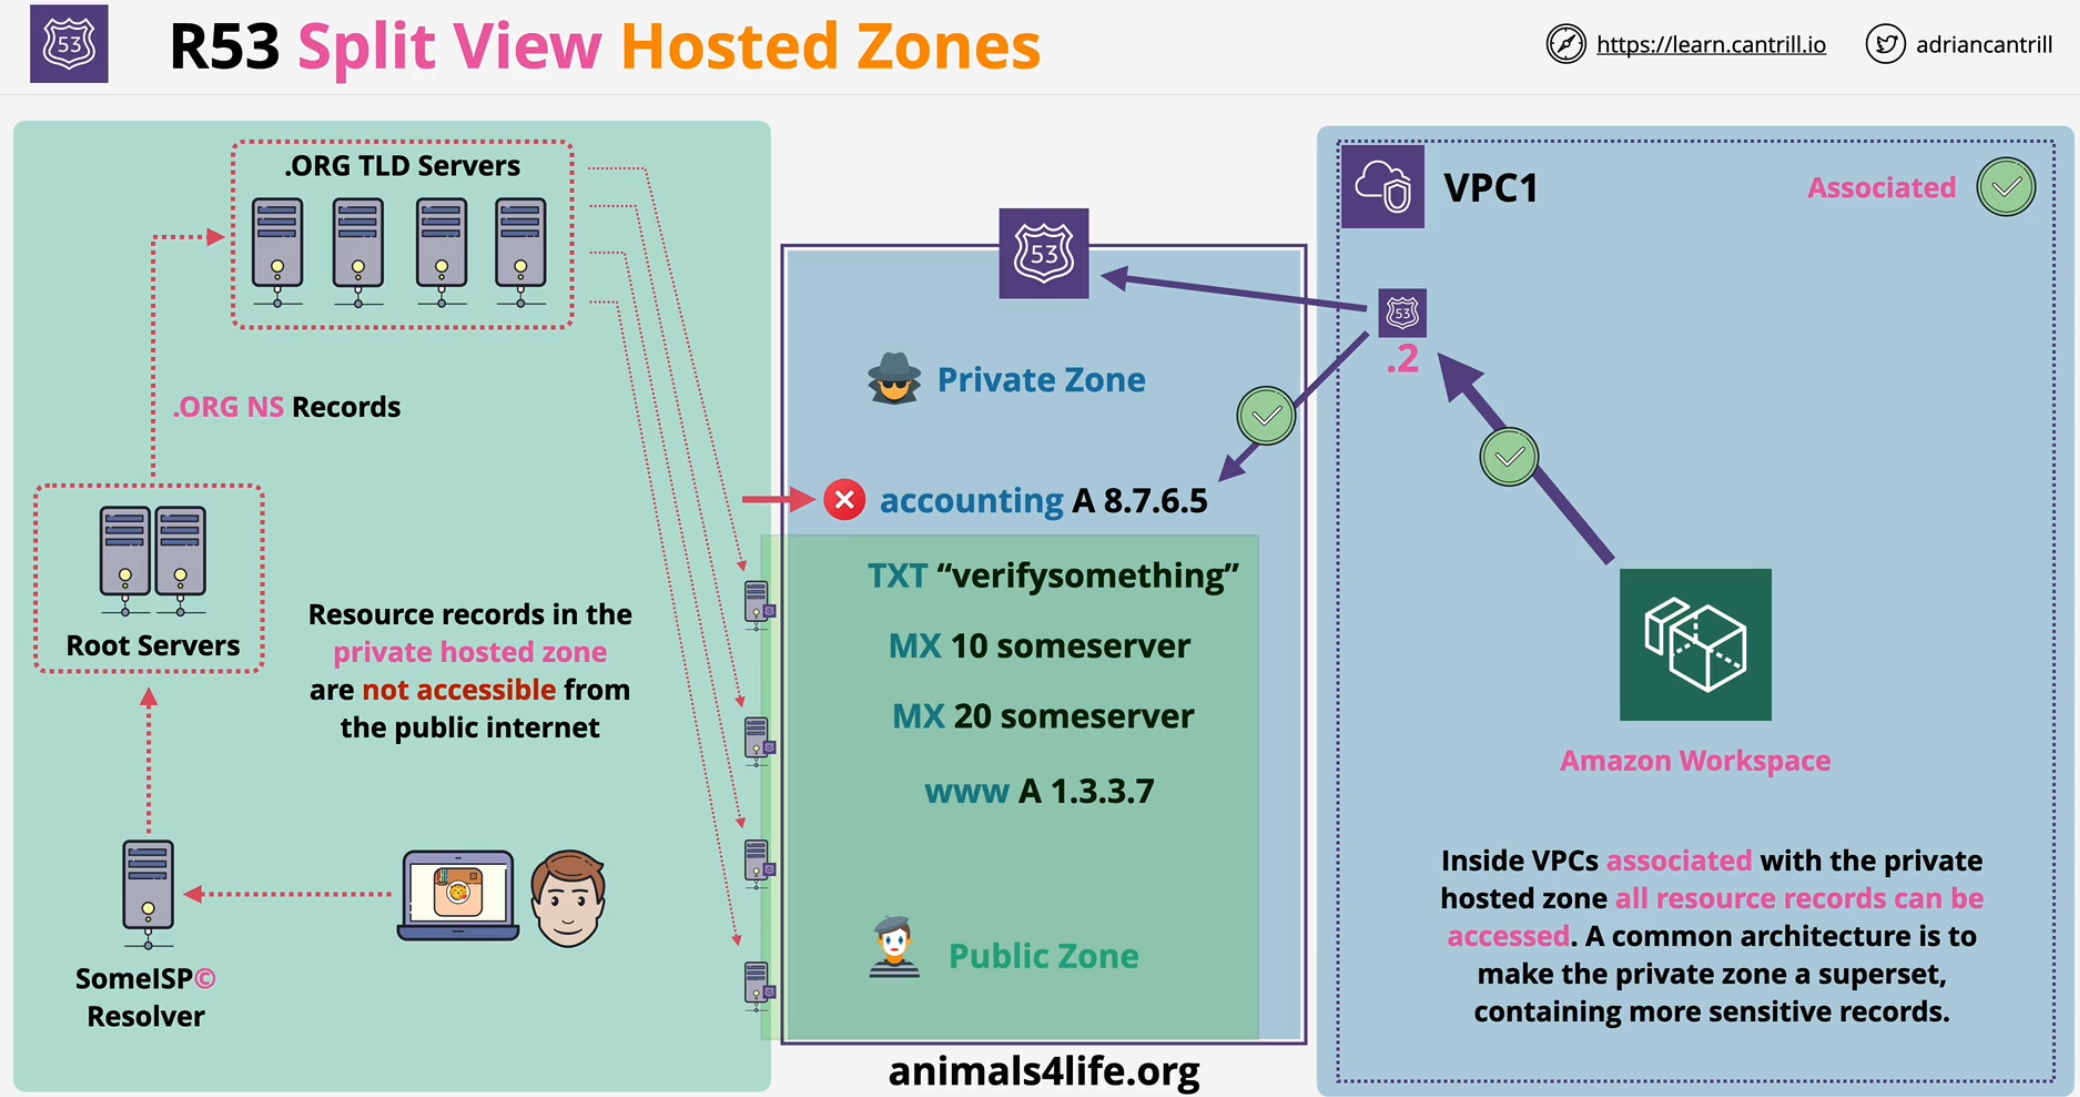 53
R53 Split View Hosted Zones
https://learn.cantrill.io
adriancantrill
.ORG TLD Servers
.ORG NS Records
Root Servers
Resource records in the
private hosted zone
are not accessible from
the public internet
SomeISP©
Resolver
53
Private Zone
accounting A 8.7.6.5
TXT “verifysomething”
MX 10 someserver
MX 20 someserver
www A 1.3.3.7
Public Zone
animals4life.org
VPC1
Associated
53
.2
Amazon Workspace
Inside VPCs associated with the private
hosted zone all resource records can be
accessed. A common architecture is to
make the private zone a superset,
containing more sensitive records.